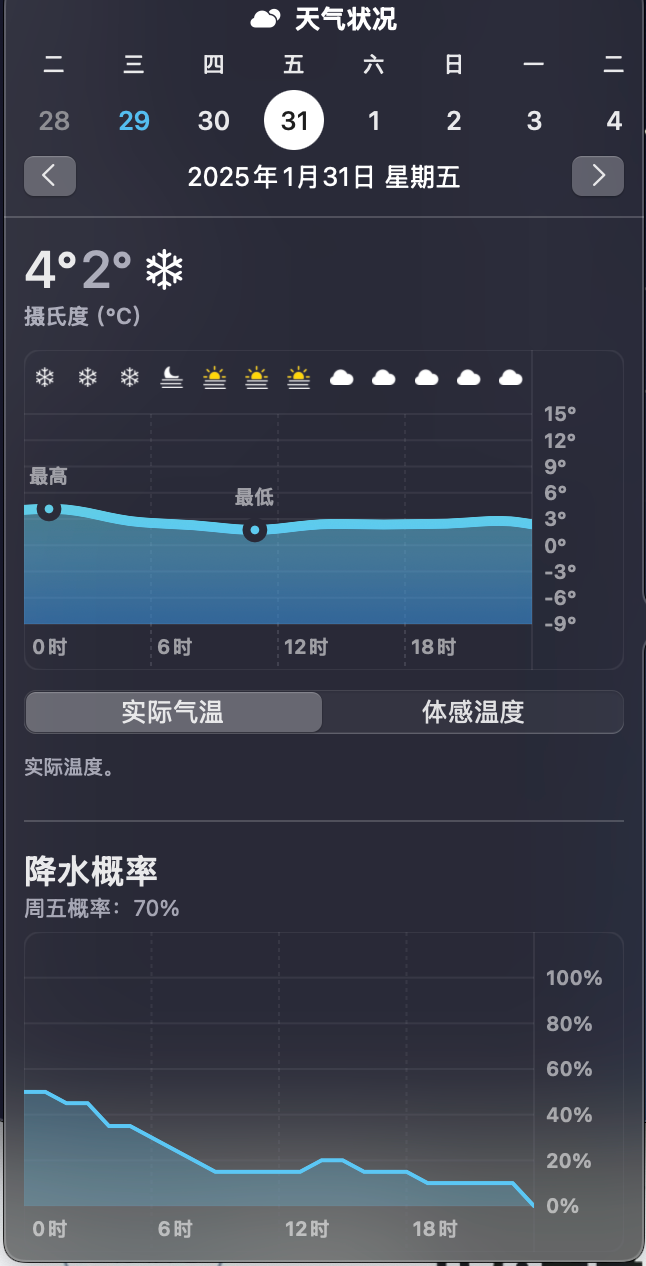 天气状况
二 三 四 五 六 日 一 二
28 29 30 31 1 2 3 4
2025年1月31日 星期五
4° 2°
摄氏度 (°C)
15°
12°
9°
最高
6°
最低
3°
0°
-3°
-6°
-9°
0时 6时 12时 18时
实际气温 体感温度
实际温度。
降水概率
周五概率：70%
100%
80%
60%
40%
20%
0%
0时 6时 12时 18时